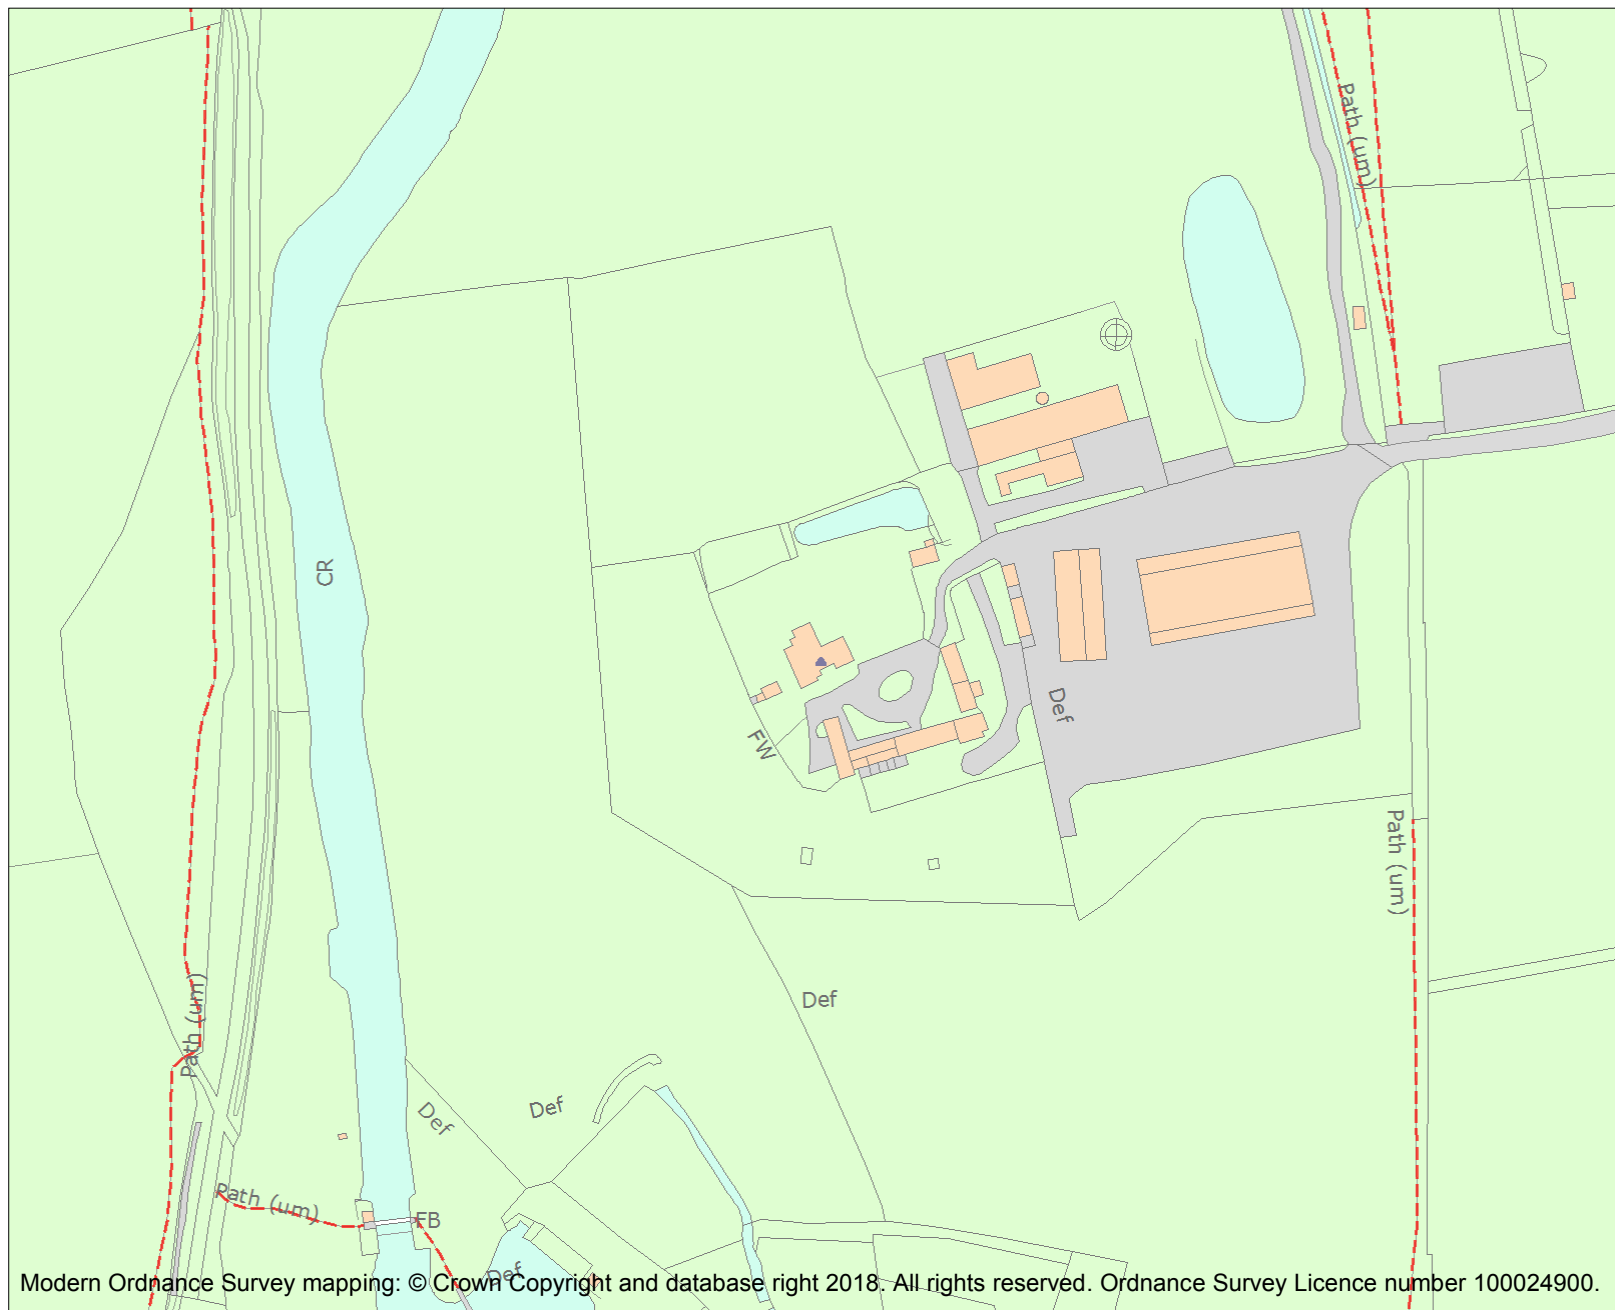 Path (um)
CR
Def
FW
Path (um)
Path (um)
Def
Def
Def
Path (um)
FB
Def
Modern Ordnance Survey mapping: © Crown Copyright and database right 2018. All rights reserved. Ordnance Survey Licence number 100024900.